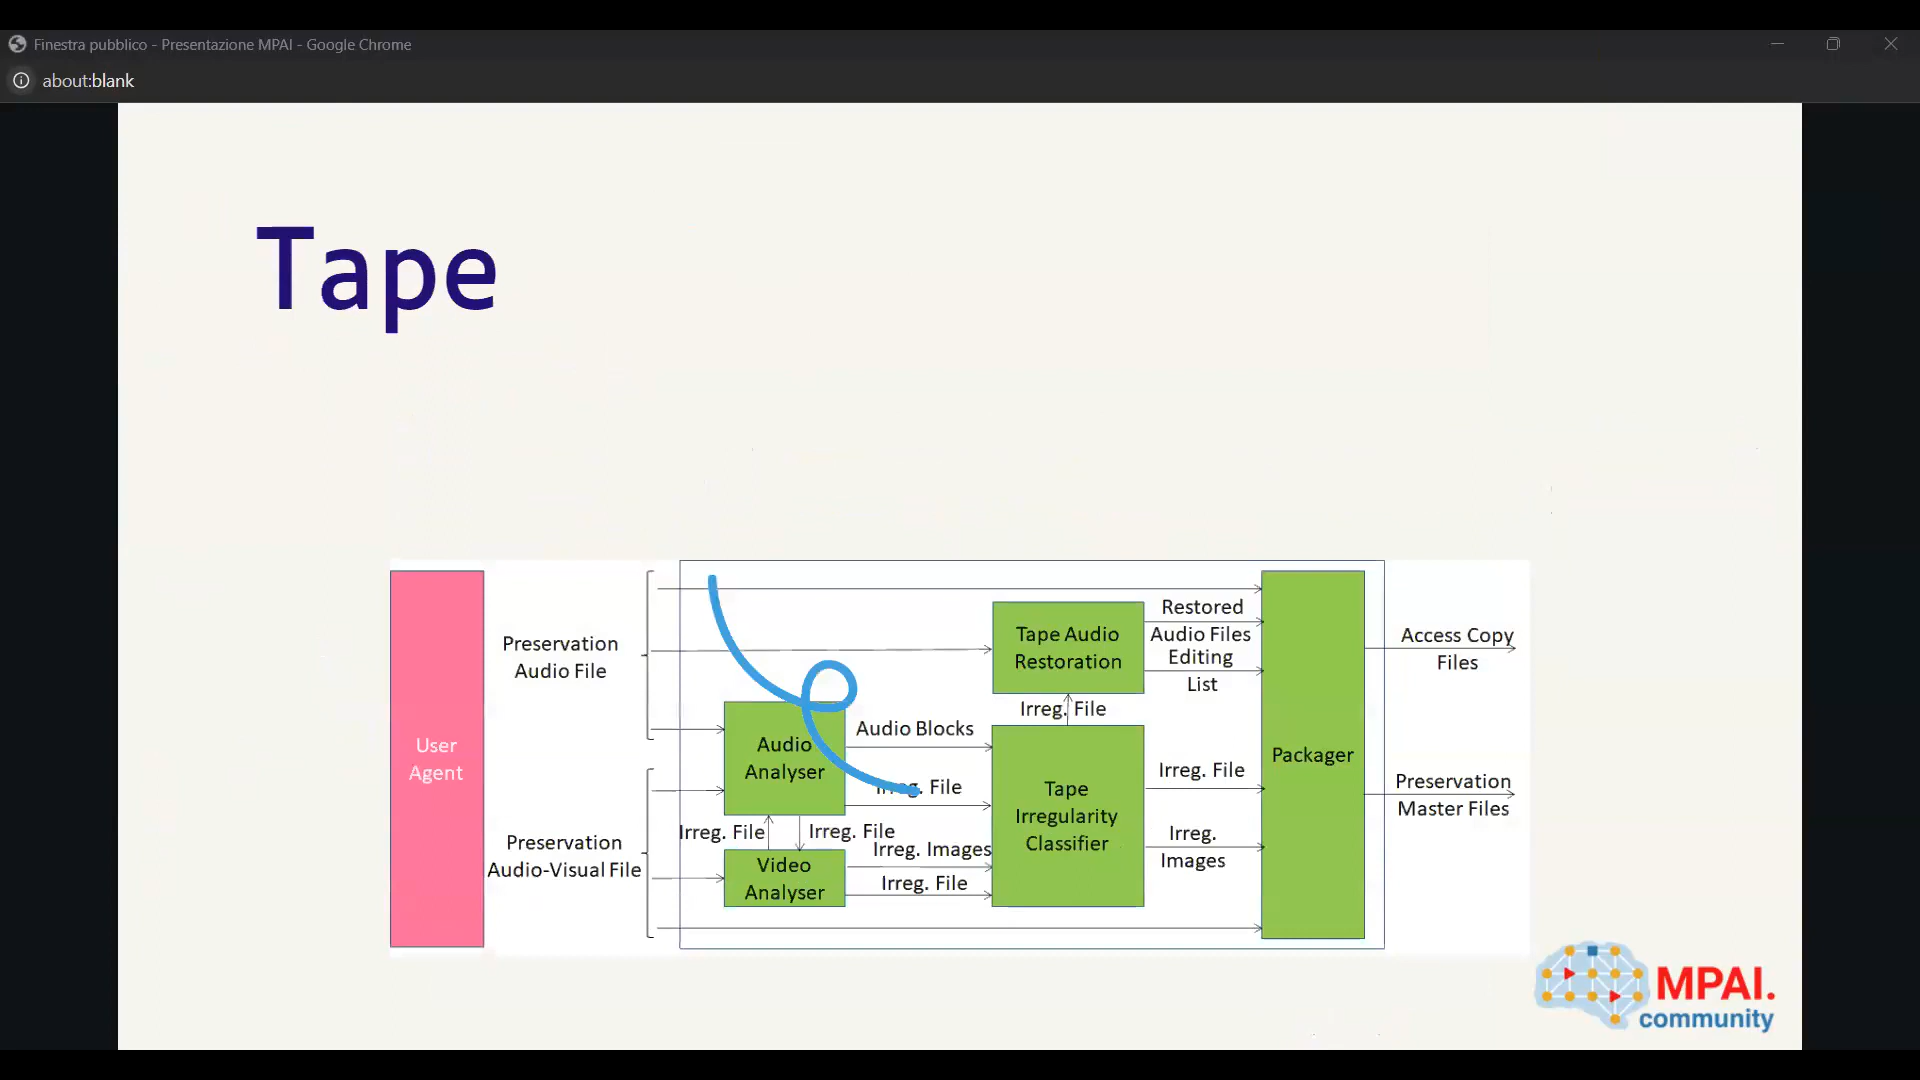 Finestra pubblico - Presentazione MPAI - Google Chrome
about:blank
Tape
User
Agent
Preservation
Audio File
Preservation
Audio-Visual File
Audio
Analyser
Irreg. File
Irreg. File
Video
Analyser
Audio Blocks
Irreg. File
Irreg. Images
Irreg. File
Tape Audio
Restoration
Irreg. File
Tape
Irregularity
Classifier
Restored
Audio Files
Editing
List
Irreg. File
Irreg.
Images
Packager
Access Copy
Files
Preservation
Master Files
MPAI.
community